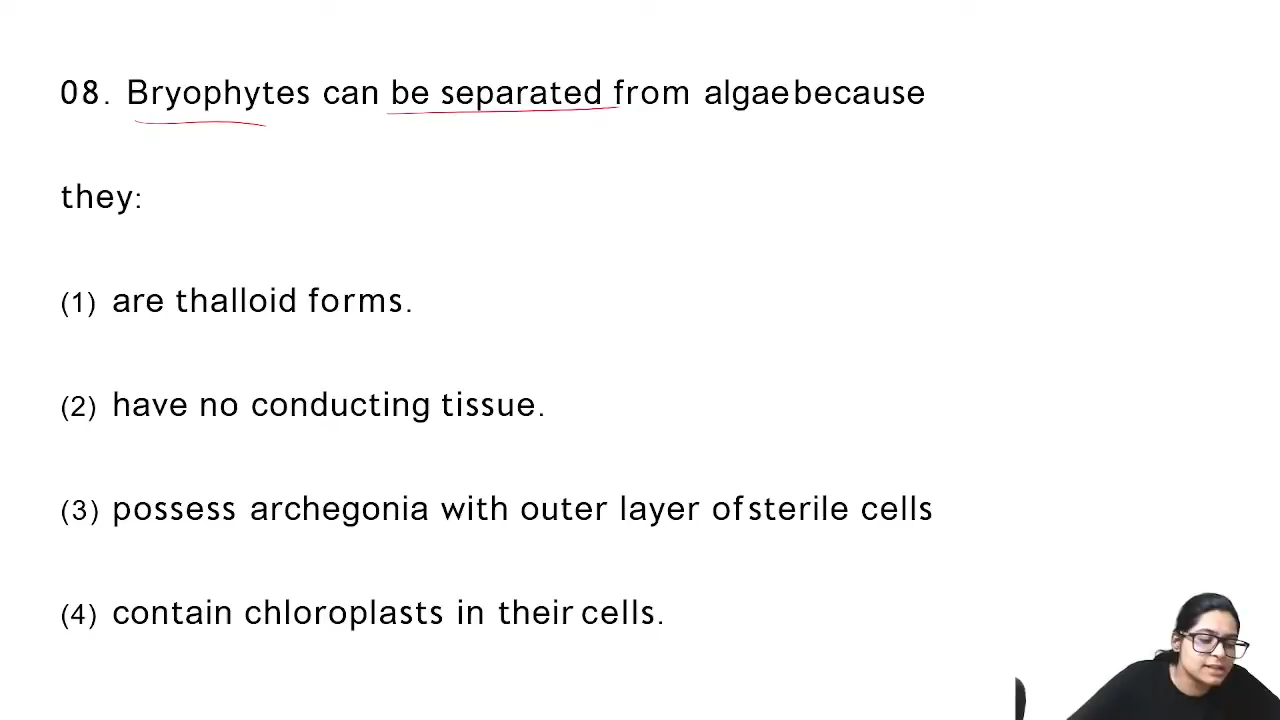 08. Bryophytes can be separated from algaebecause
they:
(1) are thalloid forms.
(2) have no conducting tissue.
(3) possess archegonia with outer layer ofsterile cells
(4) contain chloroplasts in their cells.